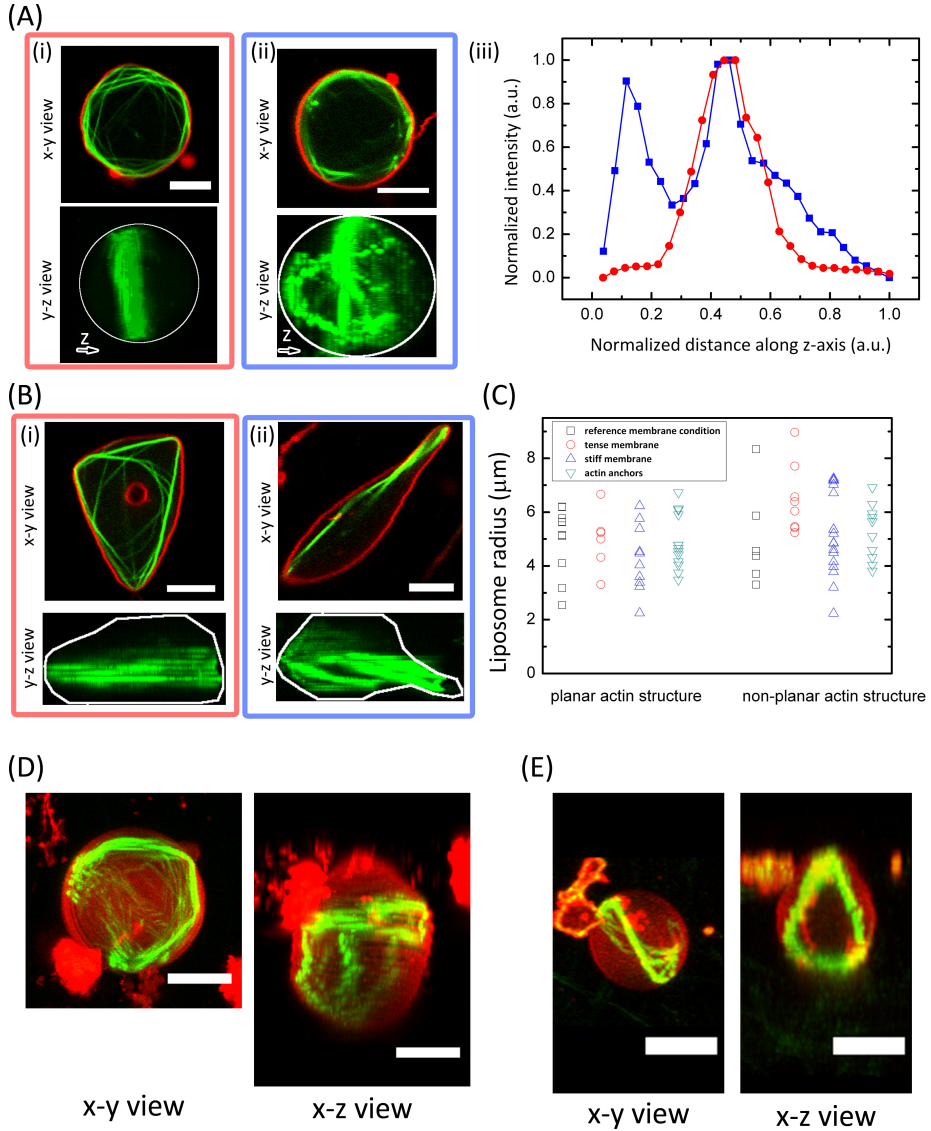 (A)
(i)
(ii)
(iii)
x-y view
x-y view
y-z view
y-z view
Z
Z
Normalized intensity (a.u.)
1.0
0.8
0.6
0.4
0.2
0.0
0.0 0.2 0.4 0.6 0.8 1.0
Normalized distance along z-axis (a.u.)
(B)
(i)
(ii)
x-y view
x-y view
y-z view
y-z view
(C)
reference membrane condition
tense membrane
stiff membrane
actin anchors
Liposome radius (μm)
8
6
4
2
0
planar actin structure non-planar actin structure
(D)
(E)
x-y view x-z view
x-y view x-z view